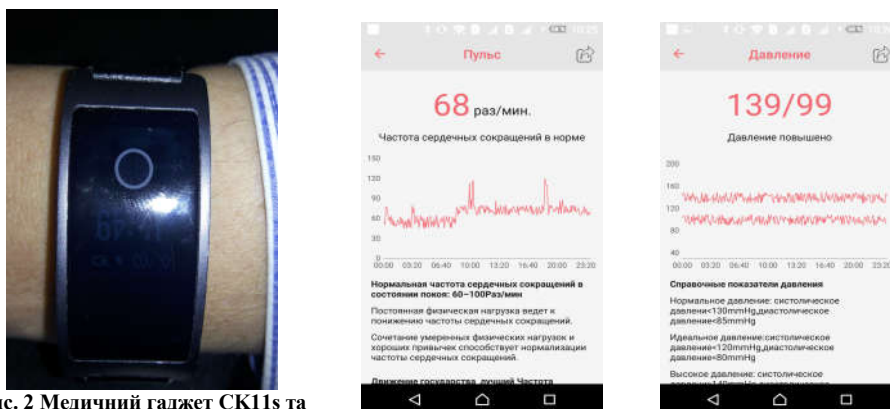 Пульс
68 раз/мин.
Частота сердечных сокращений в норме
150
120
90
60
30
0
00:00 03:20 06:40 10:00 13:20 16:40 20:00 23:20
Нормальная частота сердечных сокращений в
состоянии покоя: 60–100Раз/мин
Постоянная физическая нагрузка ведет к
понижению частоты сердечных сокращений.
Сочетание умеренных физических нагрузок и
хороших привычек способствует нормализации
частоты сердечных сокращений.
Движение государства лучший Частота
Давление
139/99
Давление повышено
200
160
120
80
40
00:00 03:20 06:40 10:00 13:20 16:40 20:00 23:20
Справочные показатели давления
Нормальное давление: систолическое
давлени<130mmHg,диастолическое
давление<85mmHg
Идеальное давление:систолическое
давление<120mmHg,диастолическое
давление<80mmHg
Высокое давление: систолическое
ис. 2 Медичний гаджет CK11s та